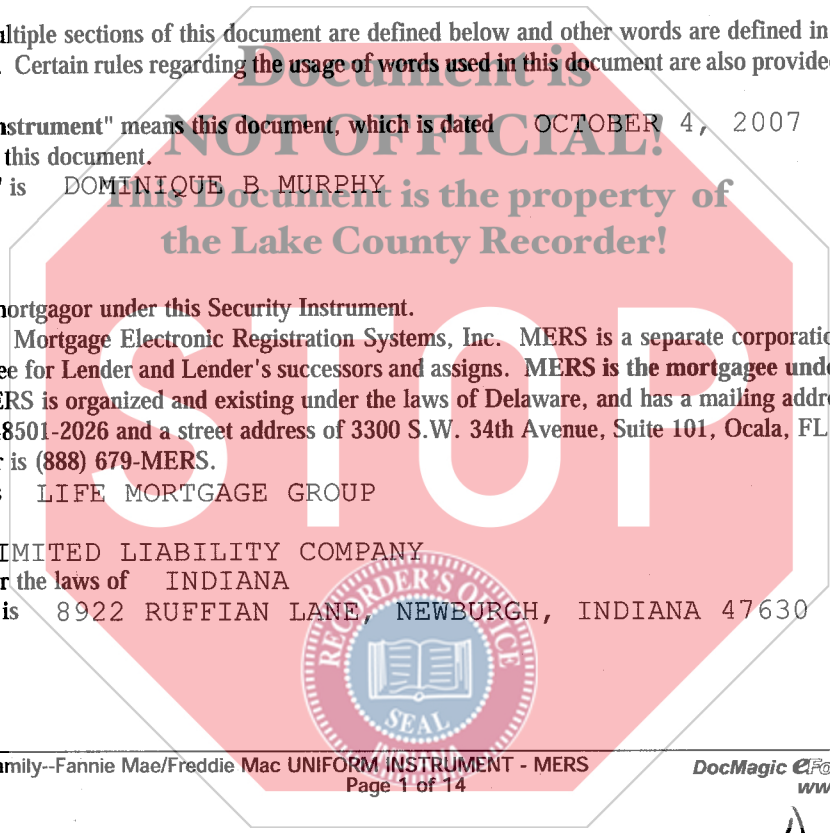 ltiple sections of this document are defined below and other words are defined in
. Certain rules regarding the usage of words used in this document are also provide
Document is
nstrument" means this document, which is dated OCTOBER 4, 2007
NOT OFFICIAL!
this document.
" is DOMINIQUE B MURPHY
This Document is the property of
the Lake County Recorder!
ortgagor under this Security Instrument.
Mortgage Electronic Registration Systems, Inc. MERS is a separate corporatio
ee for Lender and Lender's successors and assigns. MERS is the mortgagee unde
ERS is organized and existing under the laws of Delaware, and has a mailing addre
8501-2026 and a street address of 3300 S.W. 34th Avenue, Suite 101, Ocala, FL
r is (888) 679-MERS.
STOP
s LIFE MORTGAGE GROUP
IMITED LIABILITY COMPANY
r the laws of INDIANA
is 8922 RUFFIAN LANE, NEWBURGH, INDIANA 47630
RECORDER'S OFFICE
SEAL
INDIANA
amily--Fannie Mae/Freddie Mac UNIFORM INSTRUMENT - MERS
Page 1 of 14
DocMagic eFo
ww